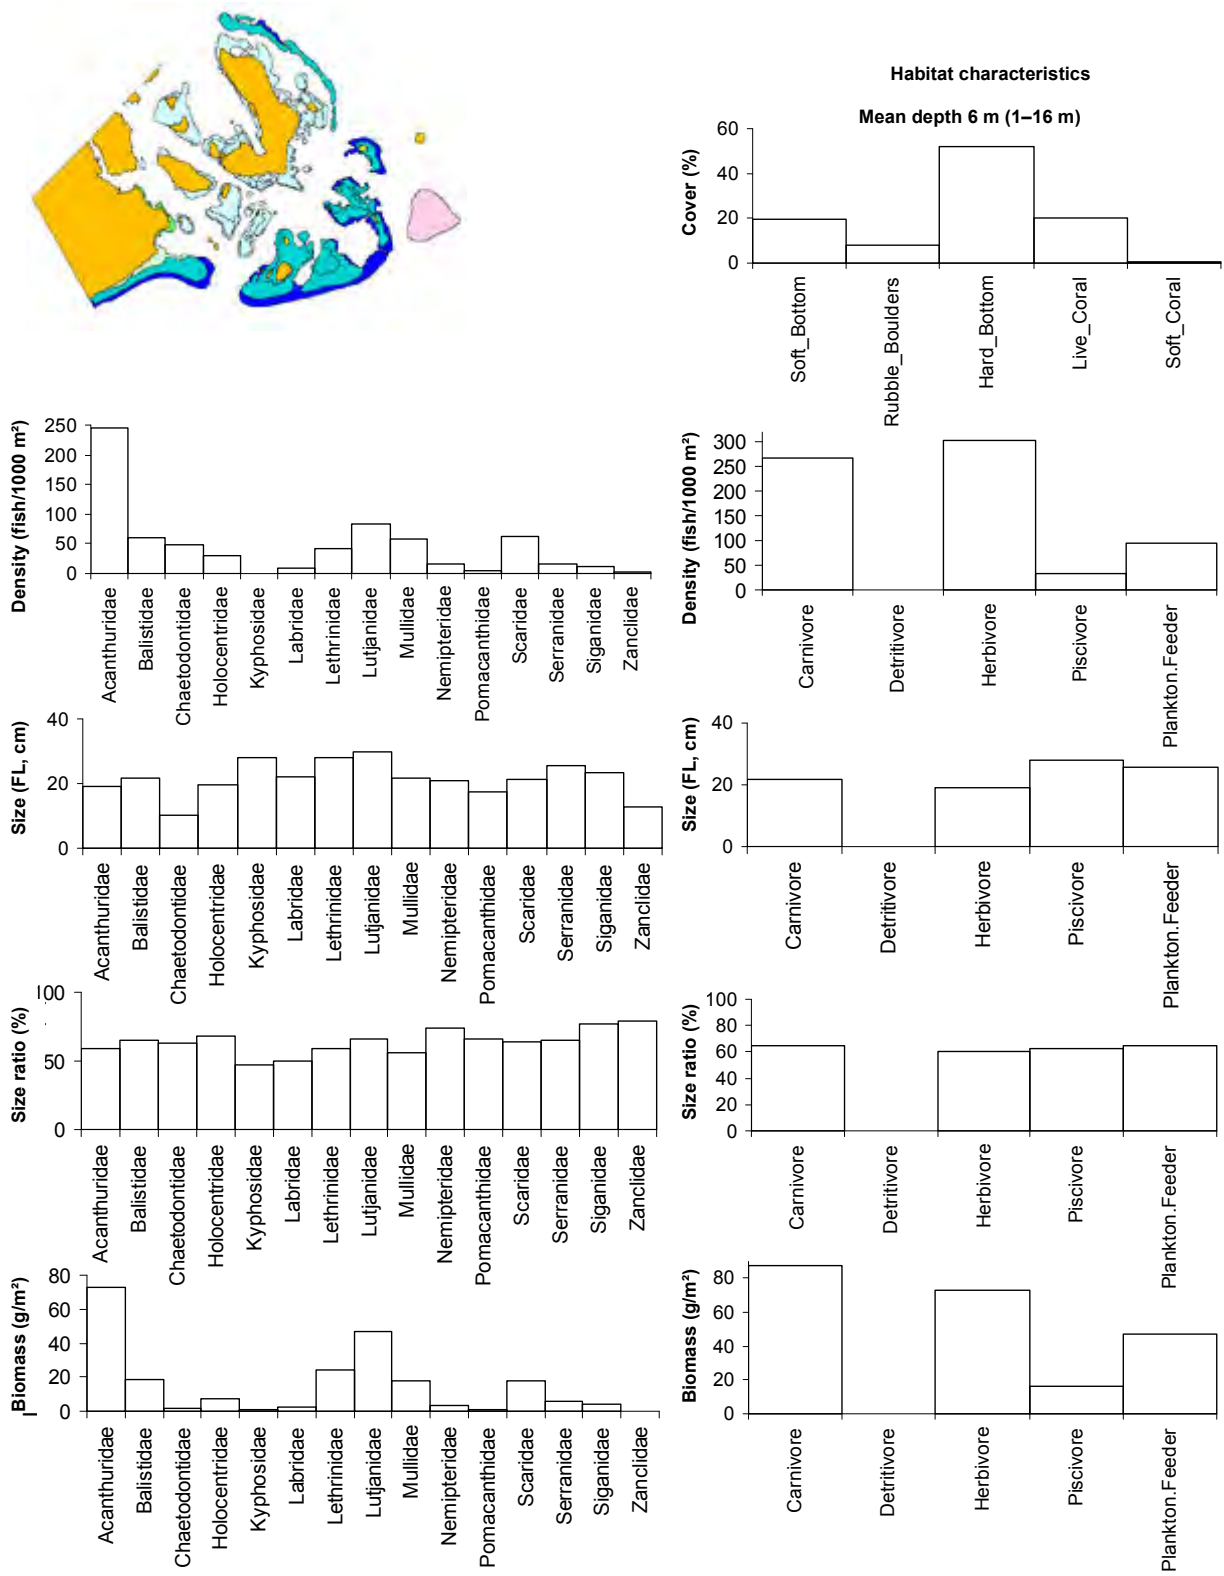 Habitat characteristics
Mean depth 6 m (1–16 m)
Cover (%)
60
40
20
0
Soft_Bottom
Rubble_Boulders
Hard_Bottom
Live_Coral
Soft_Coral
Density (fish/1000 m²)
250
200
150
100
50
0
Acanthuridae
Balistidae
Chaetodontidae
Holocentridae
Kyphosidae
Labridae
Lethrinidae
Lutjanidae
Mullidae
Nemipteridae
Pomacanthidae
Scaridae
Serranidae
Siganidae
Zanclidae
Density (fish/1000 m²)
300
250
200
150
100
50
0
Carnivore
Detritivore
Herbivore
Piscivore
Plankton.Feeder
Size (FL, cm)
40
20
0
Acanthuridae
Balistidae
Chaetodontidae
Holocentridae
Kyphosidae
Labridae
Lethrinidae
Lutjanidae
Mullidae
Nemipteridae
Pomacanthidae
Scaridae
Serranidae
Siganidae
Zanclidae
Size (FL, cm)
40
20
0
Carnivore
Detritivore
Herbivore
Piscivore
Plankton.Feeder
Size ratio (%)
100
50
0
Acanthuridae
Balistidae
Chaetodontidae
Holocentridae
Kyphosidae
Labridae
Lethrinidae
Lutjanidae
Mullidae
Nemipteridae
Pomacanthidae
Scaridae
Serranidae
Siganidae
Zanclidae
Size ratio (%)
100
80
60
40
20
0
Carnivore
Detritivore
Herbivore
Piscivore
Plankton.Feeder
Biomass (g/m²)
80
60
40
20
0
Acanthuridae
Balistidae
Chaetodontidae
Holocentridae
Kyphosidae
Labridae
Lethrinidae
Lutjanidae
Mullidae
Nemipteridae
Pomacanthidae
Scaridae
Serranidae
Siganidae
Zanclidae
Biomass (g/m²)
80
60
40
20
0
Carnivore
Detritivore
Herbivore
Piscivore
Plankton.Feeder